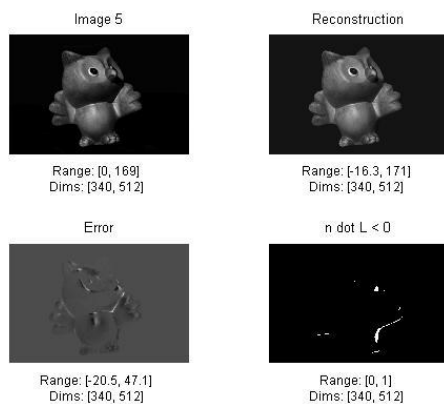 Image 5
Reconstruction
Range: [0, 169]
Dims: [340, 512]
Range: [-16.3, 171]
Dims: [340, 512]
Error
n dot L < 0
Range: [-20.5, 47.1]
Dims: [340, 512]
Range: [0, 1]
Dims: [340, 512]